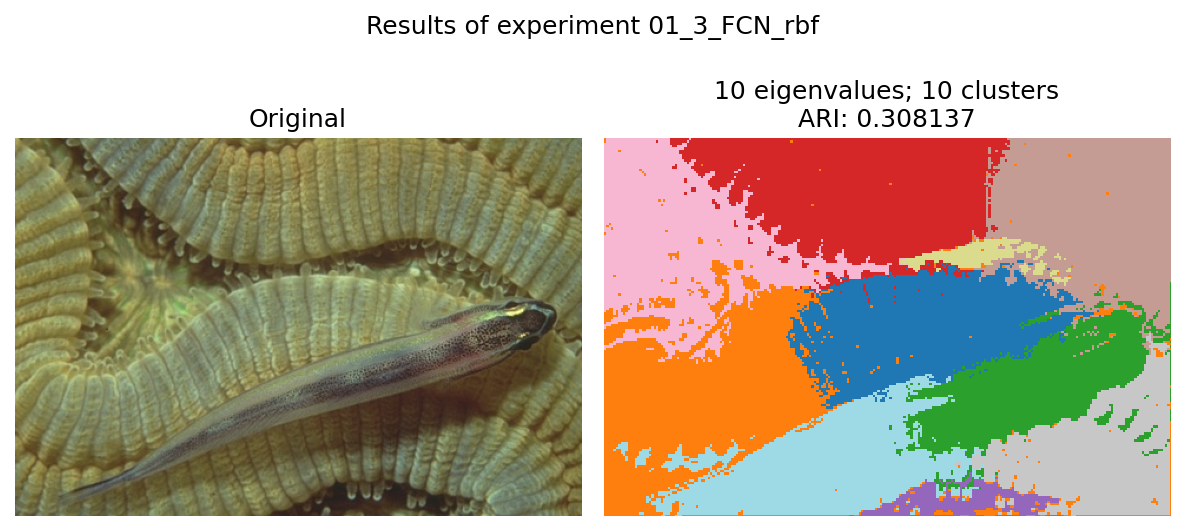 Results of experiment 01_3_FCN_rbf
Original
10 eigenvalues; 10 clusters
ARI: 0.308137